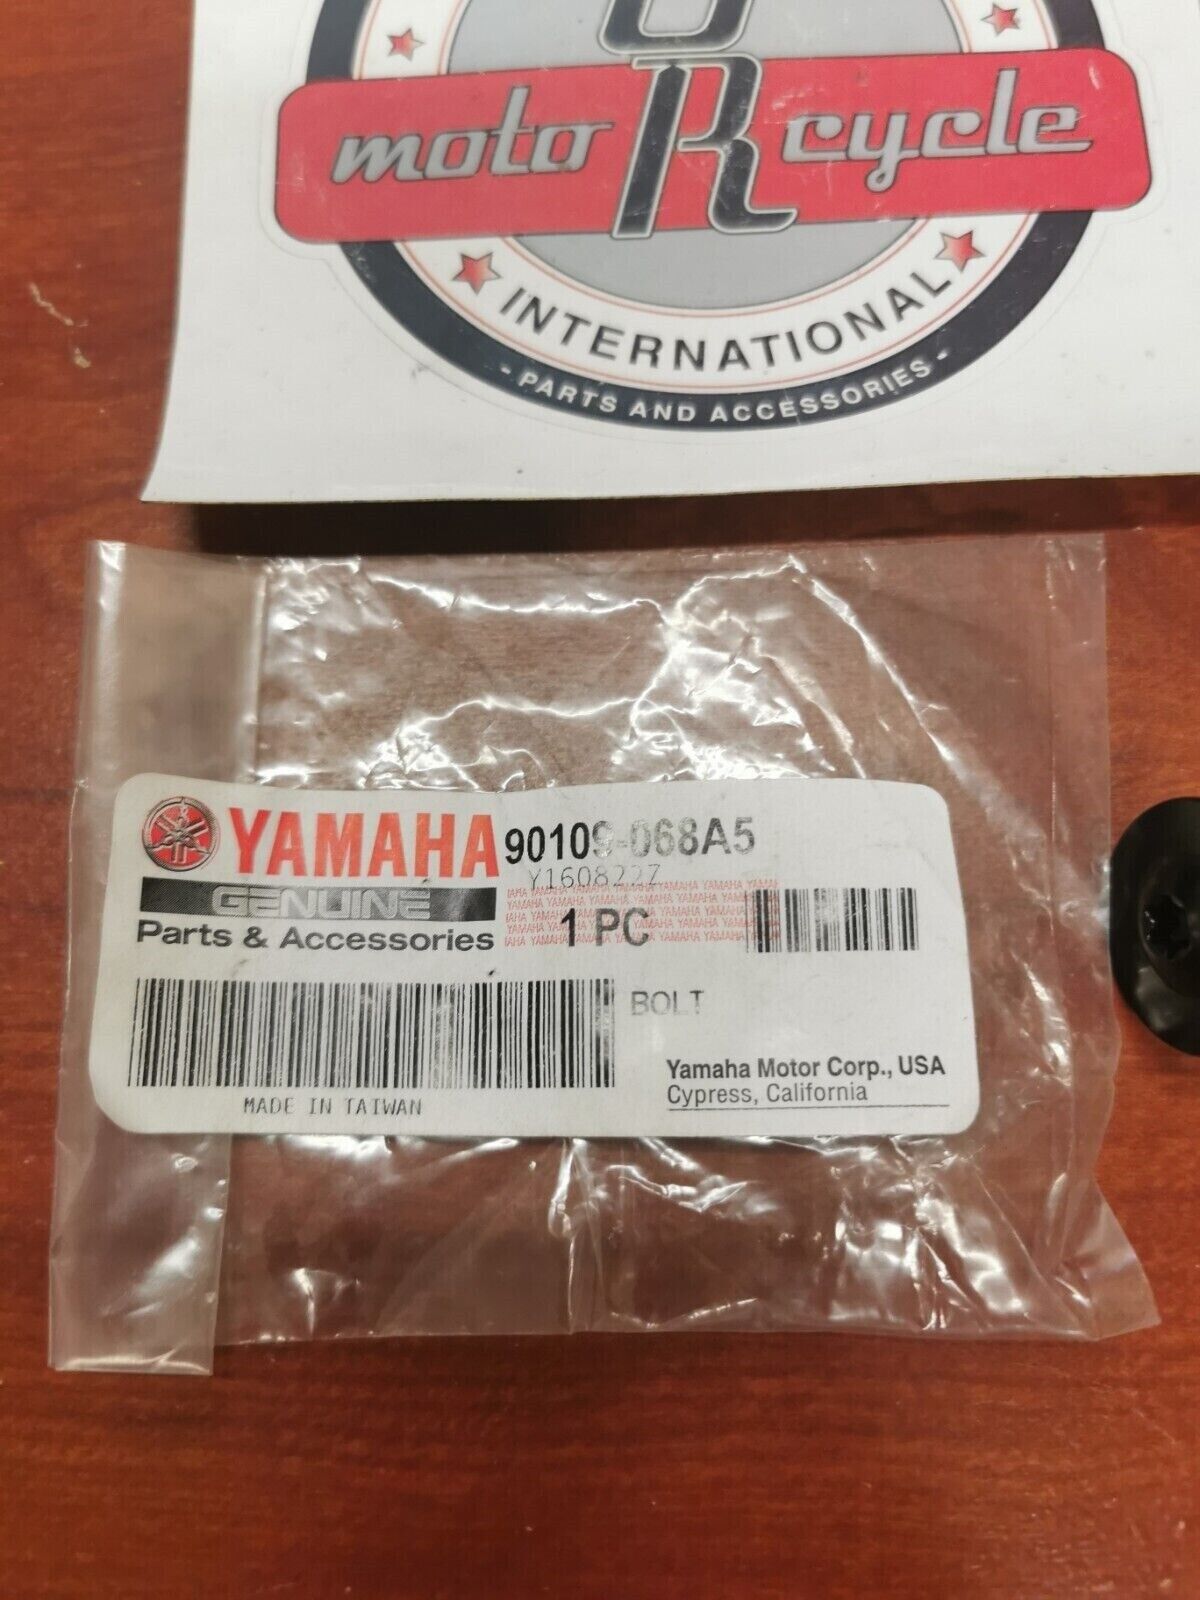 moto R cycle
INTERNATIONAL
- PARTS AND ACCESSORIES -
YAMAHA 90109-068A5
Y1608227
GENUINE
Parts & Accessories
1 PC
BOLT
Yamaha Motor Corp., USA
Cypress, California
MADE IN TAIWAN